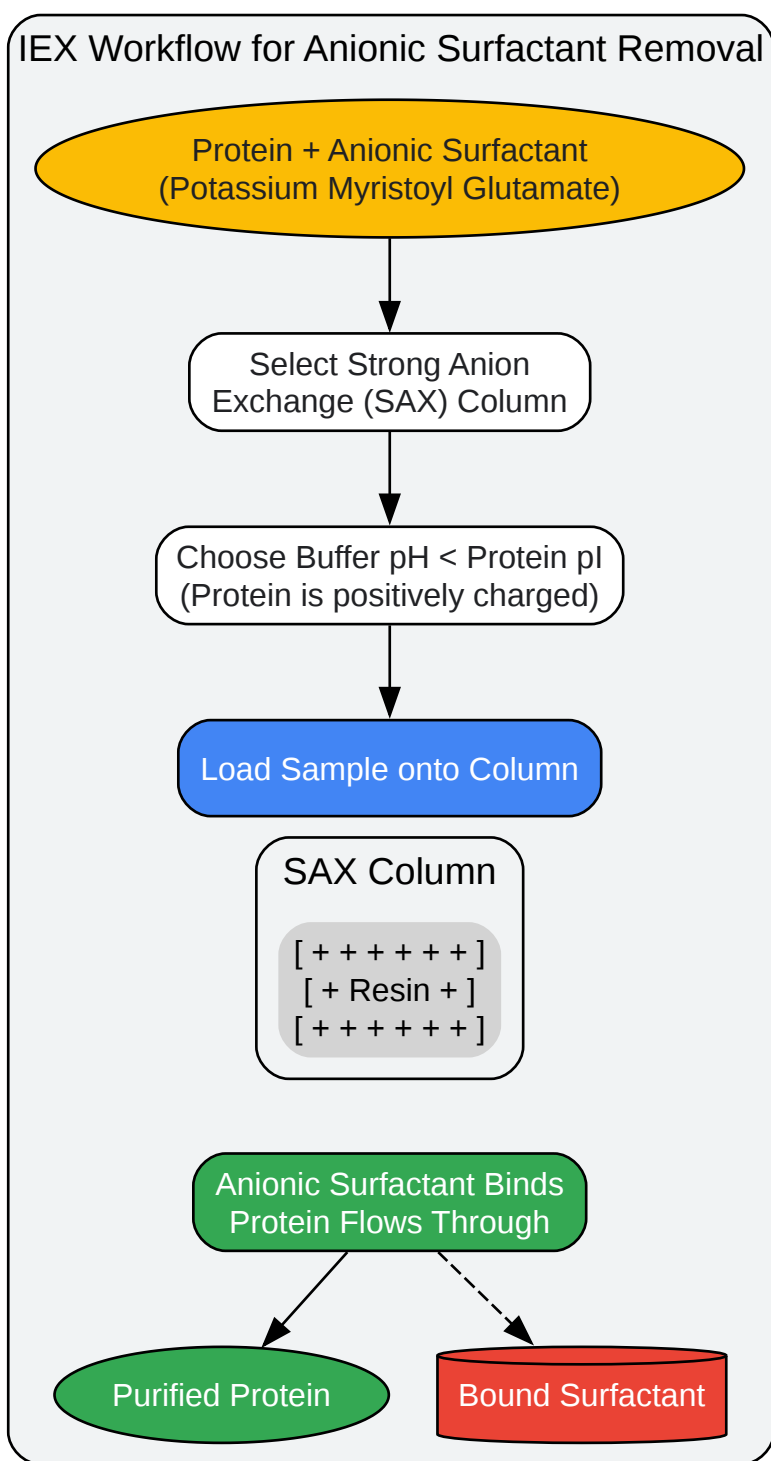 IEX Workflow for Anionic Surfactant Removal
Protein + Anionic Surfactant
(Potassium Myristoyl Glutamate)
Select Strong Anion
Exchange (SAX) Column
Choose Buffer pH < Protein pI
(Protein is positively charged)
Load Sample onto Column
SAX Column
[ + + + + + + ]
[ + Resin + ]
[ + + + + + + ]
Anionic Surfactant Binds
Protein Flows Through
Purified Protein
Bound Surfactant